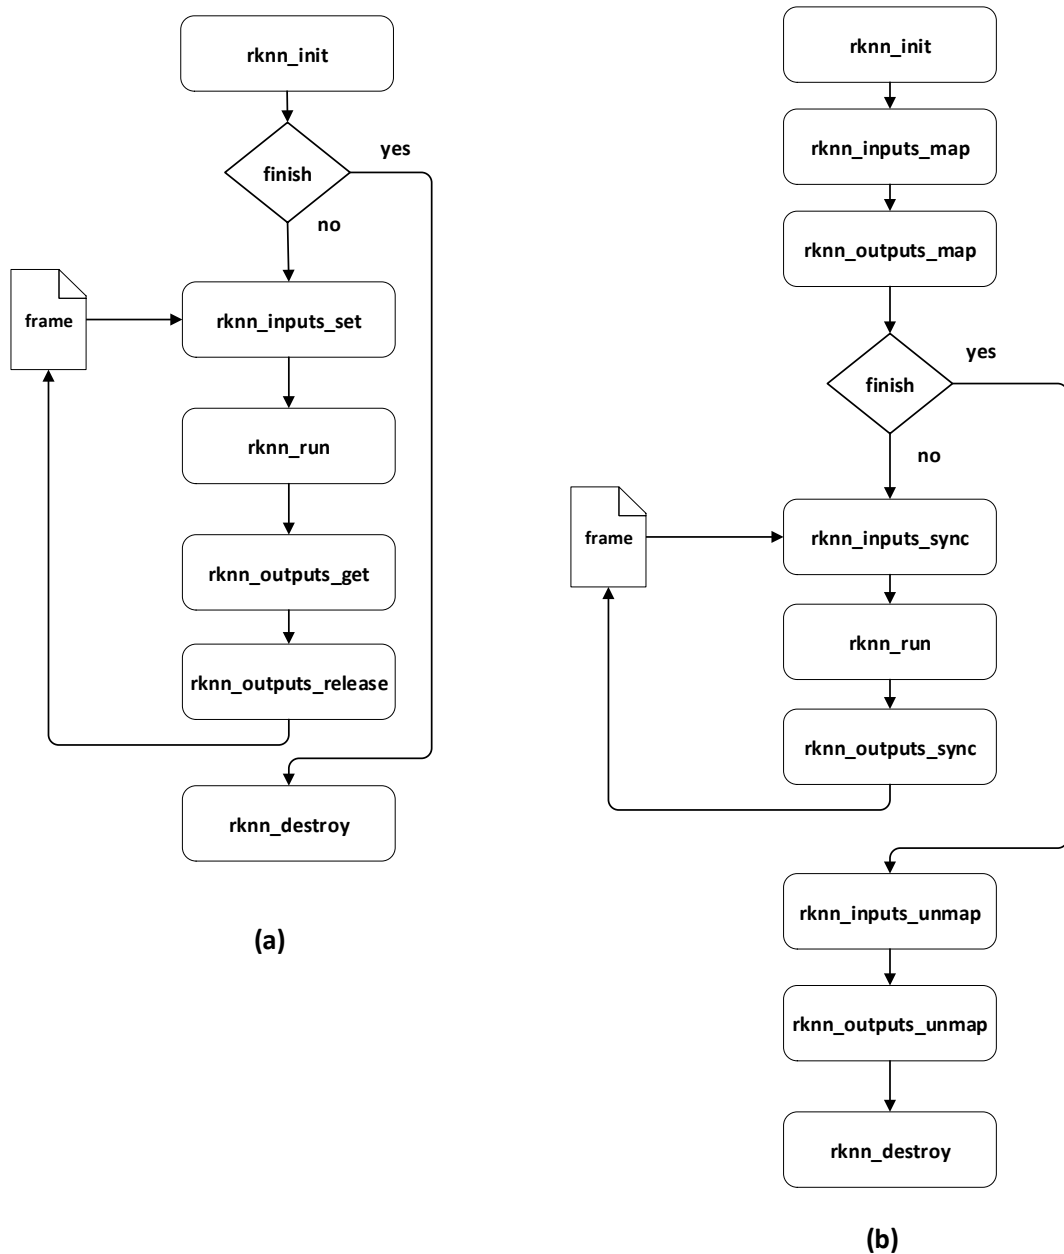 rknn_init
yes
finish
no
frame
rknn_inputs_set
rknn_run
rknn_outputs_get
rknn_outputs_release
rknn_destroy
(a)
rknn_init
rknn_inputs_map
rknn_outputs_map
yes
finish
no
frame
rknn_inputs_sync
rknn_run
rknn_outputs_sync
rknn_inputs_unmap
rknn_outputs_unmap
rknn_destroy
(b)